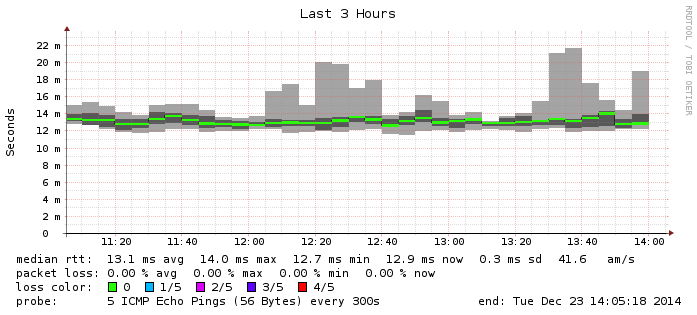 Last 3 Hours
RRDTOOL / TOBI OETIKER
Seconds
22 m
20 m
18 m
16 m
14 m
12 m
10 m
8 m
6 m
4 m
2 m
0
11:20 11:40 12:00 12:20 12:40 13:00 13:20 13:40 14:00
median rtt: 13.1 ms avg 14.0 ms max 12.7 ms min 12.9 ms now 0.3 ms sd 41.6 am/s
packet loss: 0.00 % avg 0.00 % max 0.00 % min 0.00 % now
loss color: 0 1/5 2/5 3/5 4/5
probe: 5 ICMP Echo Pings (56 Bytes) every 300s end: Tue Dec 23 14:05:18 2014